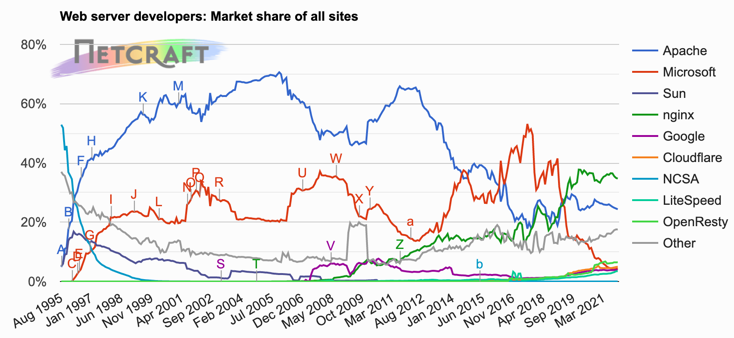 Web server developers: Market share of all sites
NETCRAFT
80%
60%
40%
20%
0%
A
B
C
D
E
F
G
H
I
J
K
L
M
N
O
P
Q
R
S
T
U
V
W
X
Y
Z
a
b
Aug 1995
Jan 1997
Jun 1998
Nov 1999
Apr 2001
Sep 2002
Feb 2004
Jul 2005
Dec 2006
May 2008
Oct 2009
Mar 2011
Aug 2012
Jan 2014
Jun 2015
Nov 2016
Apr 2018
Sep 2019
Mar 2021
Apache
Microsoft
Sun
nginx
Google
Cloudflare
NCSA
LiteSpeed
OpenResty
Other